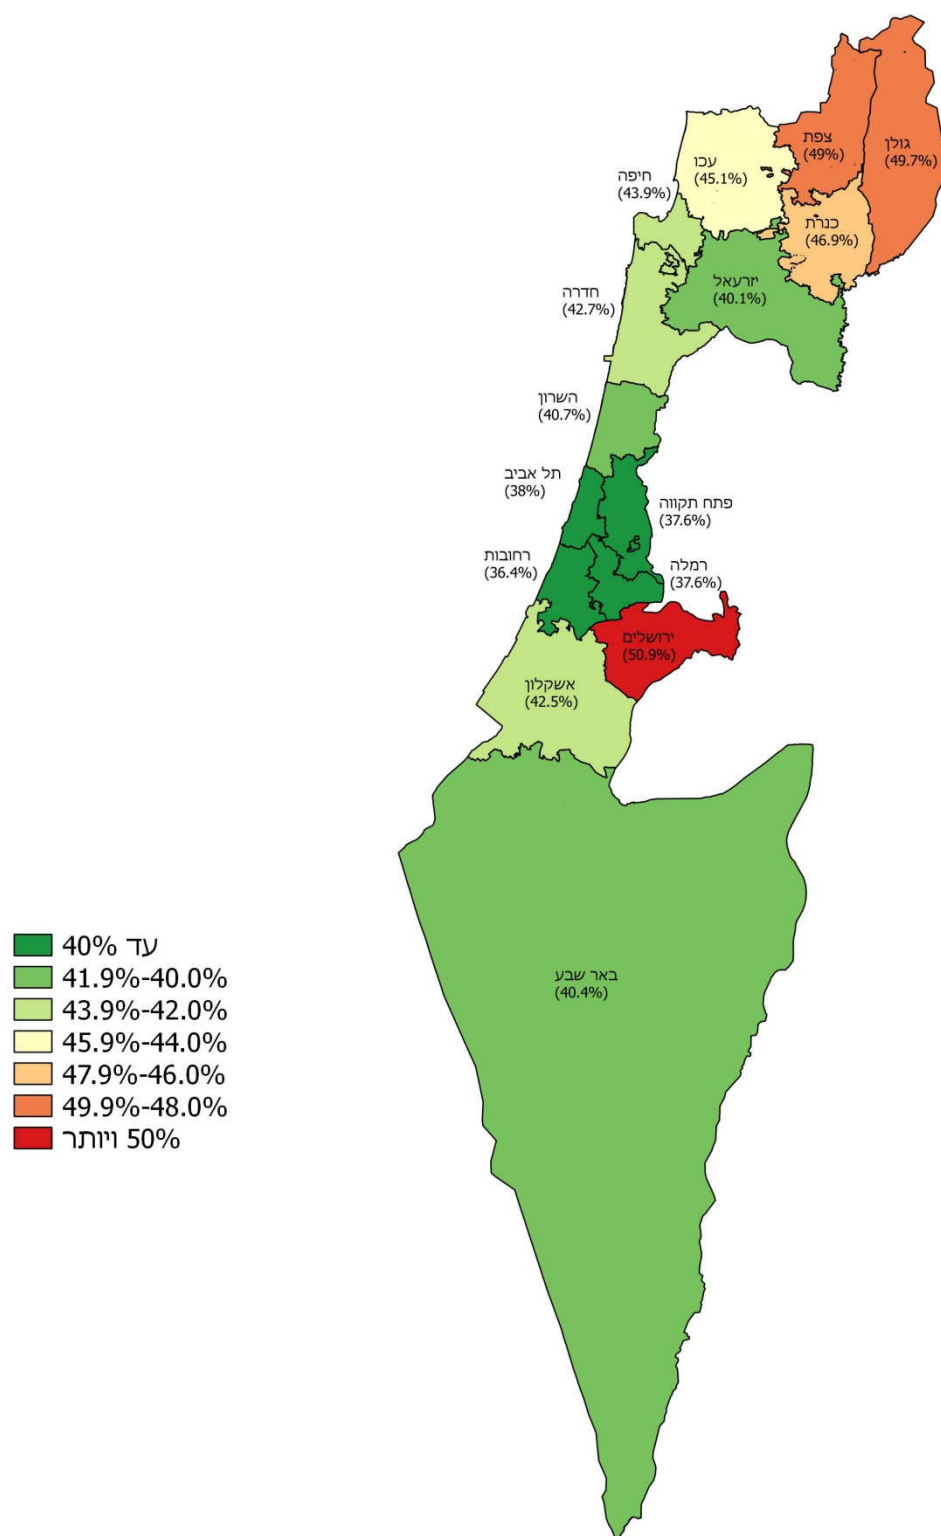 צפת
(49%)
גולן
(49.7%)
עכו
(45.1%)
חיפה
(43.9%)
כנרת
(46.9%)
יזרעאל
(40.1%)
חדרה
(42.7%)
השרון
(40.7%)
תל אביב
(38%)
פתח תקווה
(37.6%)
רחובות
(36.4%)
רמלה
(37.6%)
ירושלים
(50.9%)
אשקלון
(42.5%)
באר שבע
(40.4%)
עד 40%
41.9%-40.0%
43.9%-42.0%
45.9%-44.0%
47.9%-46.0%
49.9%-48.0%
50% ויותר